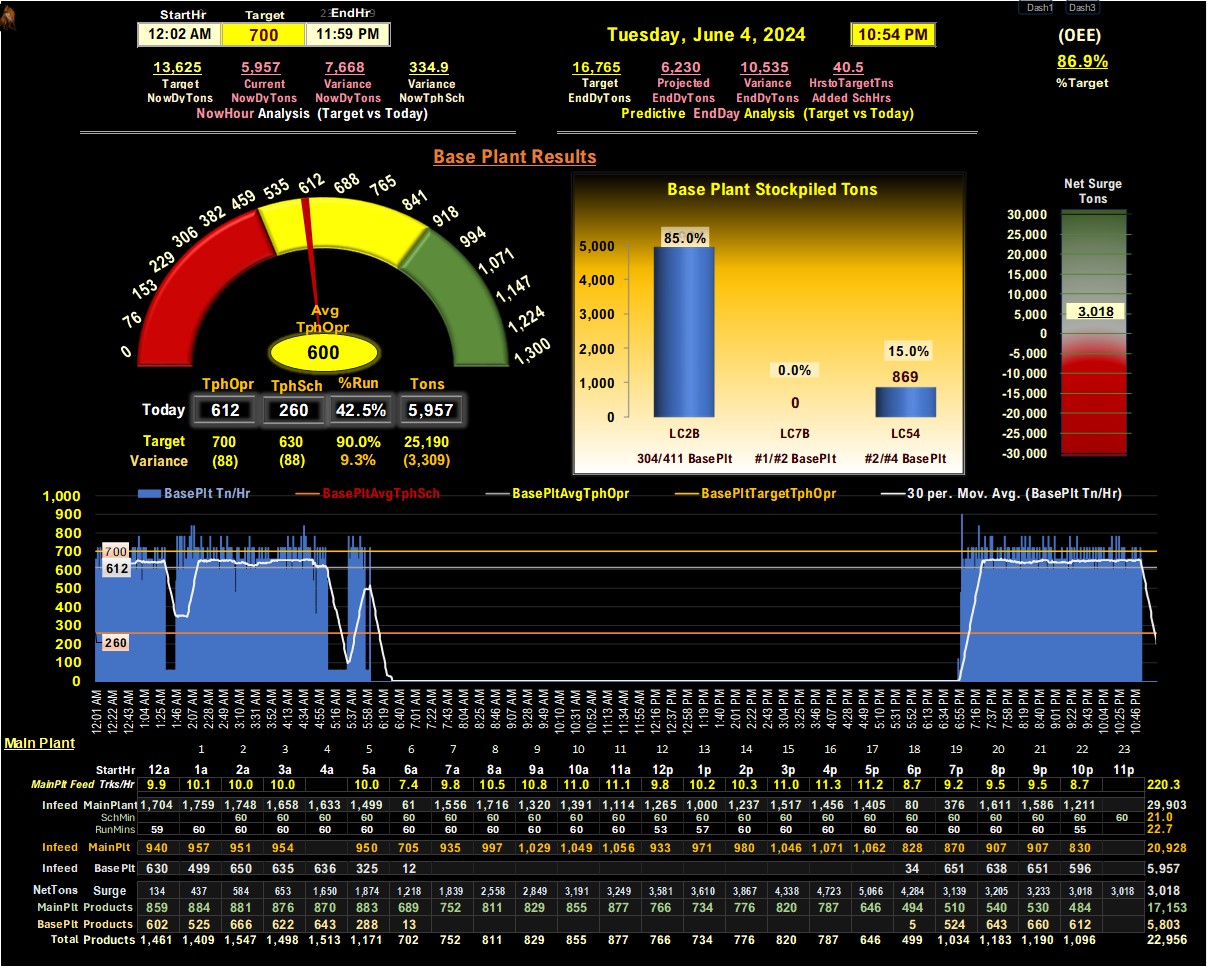 Dash1 Dash3
StartHr Target EndHr
12:02 AM 700 11:59 PM
Tuesday, June 4, 2024 10:54 PM
(OEE)
86.9%
%Target
13,625 5,957 7,668 334.9
Target Current Variance Variance
NowDyTons NowDyTons NowDyTons NowTphSch
NowHour Analysis (Target vs Today)
16,765 6,230 10,535 40.5
Target Projected Variance HrstoTargetTns
EndDyTons EndDyTons EndDyTons Added SchHrs
Predictive EndDay Analysis (Target vs Today)
Base Plant Results
0 76 153 229 306 382 459 535 612 688 765 841 918 994 1,071 1,147 1,224 1,300
Avg
TphOpr
600
TphOpr TphSch %Run Tons
Today 612 260 42.5% 5,957
Target 700 630 90.0% 25,190
Variance (88) (88) 9.3% (3,309)
Base Plant Stockpiled Tons
5,000
4,000
3,000
2,000
1,000
0
85.0%
0.0%
0
15.0%
869
LC2B LC7B LC54
304/411 BasePlt #1/#2 BasePlt #2/#4 BasePlt
Net Surge
Tons
30,000
25,000
20,000
15,000
10,000
5,000
0
-5,000
-10,000
-15,000
-20,000
-25,000
-30,000
3,018
BasePlt Tn/Hr BasePltAvgTphSch BasePltAvgTphOpr BasePltTargetTphOpr 30 per. Mov. Avg. (BasePlt Tn/Hr)
1,000
900
800
700
600
500
400
300
200
100
0
700
612
260
12:01 AM 12:22 AM 12:43 AM 1:04 AM 1:25 AM 1:46 AM 2:07 AM 2:28 AM 2:49 AM 3:10 AM 3:31 AM 3:52 AM 4:13 AM 4:34 AM 4:55 AM 5:16 AM 5:37 AM 5:58 AM 6:19 AM 6:40 AM 7:01 AM 7:22 AM 7:43 AM 8:04 AM 8:25 AM 8:46 AM 9:07 AM 9:28 AM 9:49 AM 10:10 AM 10:31 AM 10:52 AM 11:13 AM 11:34 AM 11:55 AM 12:16 PM 12:37 PM 12:58 PM 1:19 PM 1:40 PM 2:01 PM 2:22 PM 2:43 PM 3:04 PM 3:25 PM 3:46 PM 4:07 PM 4:28 PM 4:49 PM 5:10 PM 5:31 PM 5:52 PM 6:13 PM 6:34 PM 6:55 PM 7:16 PM 7:37 PM 7:58 PM 8:19 PM 8:40 PM 9:01 PM 9:22 PM 9:43 PM 10:04 PM 10:25 PM 10:46 PM
Main Plant
1 2 3 4 5 6 7 8 9 10 11 12 13 14 15 16 17 18 19 20 21 22 23
StartHr 12a 1a 2a 3a 4a 5a 6a 7a 8a 9a 10a 11a 12p 1p 2p 3p 4p 5p 6p 7p 8p 9p 10p 11p
MainPlt Feed Trks/Hr 9.9 10.1 10.0 10.0 10.0 7.4 9.8 10.5 10.8 11.0 11.1 9.8 10.2 10.3 11.0 11.3 11.2 8.7 9.2 9.5 9.5 8.7 220.3
Infeed MainPlant 1,704 1,759 1,748 1,658 1,633 1,499 61 1,556 1,716 1,320 1,391 1,114 1,265 1,000 1,237 1,517 1,456 1,405 80 376 1,611 1,586 1,211 29,903
SchMin 60 60 60 60 60 60 60 60 60 60 60 60 60 60 60 60 60 60 60 60 60 60 21.0
RunMins 59 60 60 60 60 60 60 60 60 60 60 60 53 57 60 60 60 60 60 60 60 60 55 22.7
Infeed MainPlt 940 957 951 954 950 705 935 997 1,029 1,049 1,056 933 971 980 1,046 1,071 1,062 828 870 907 907 830 20,928
Infeed BasePlt 630 499 650 635 636 325 12 34 651 638 651 596 5,957
NetTons Surge 134 437 584 653 1,650 1,874 1,218 1,839 2,558 2,849 3,191 3,249 3,581 3,610 3,867 4,338 4,723 5,066 4,284 3,139 3,205 3,233 3,018 3,018 3,018
MainPlt Products 859 884 881 876 870 883 689 752 811 829 855 877 766 734 776 820 787 646 494 510 540 530 484 17,153
BasePlt Products 602 525 666 622 643 288 13 5 524 643 660 612 5,803
Total Products 1,461 1,409 1,547 1,498 1,513 1,171 702 752 811 829 855 877 766 734 776 820 787 646 499 1,034 1,183 1,190 1,096 22,956